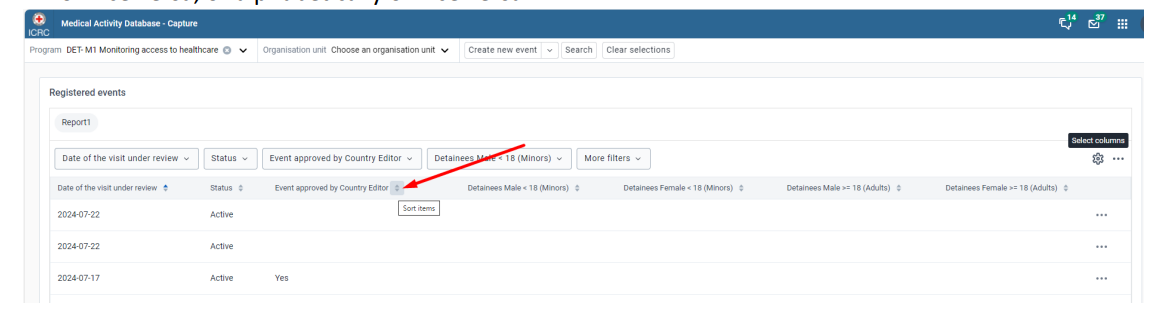 Medical Activity Database - Capture
14
37
ICRC
Program DET- M1 Monitoring access to healthcare Organisation unit Choose an organisation unit Create new event Search Clear selections
Registered events
Report1
Select columns
Date of the visit under review Status Event approved by Country Editor Detainees Male < 18 (Minors) More filters
Date of the visit under review Status Event approved by Country Editor Detainees Male < 18 (Minors) Detainees Female < 18 (Minors) Detainees Male >= 18 (Adults) Detainees Female >= 18 (Adults)
Sort items
2024-07-22 Active
2024-07-22 Active
2024-07-17 Active Yes